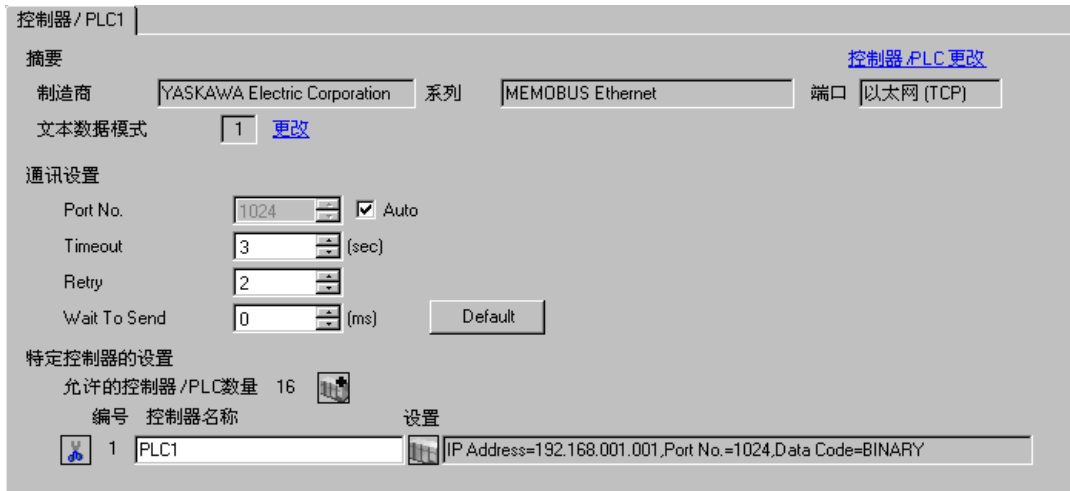 控制器/PLC1
摘要 控制器/PLC更改
制造商 YASKAWA Electric Corporation 系列 MEMOBUS Ethernet 端口 以太网 (TCP)
文本数据模式 1 更改
通讯设置
Port No. 1024 Auto
Timeout 3 (sec)
Retry 2
Wait To Send 0 (ms) Default
特定控制器的设置
允许的控制器/PLC数量 16
编号 控制器名称 设置
1 PLC1 IP Address=192.168.001.001,Port No.=1024,Data Code=BINARY